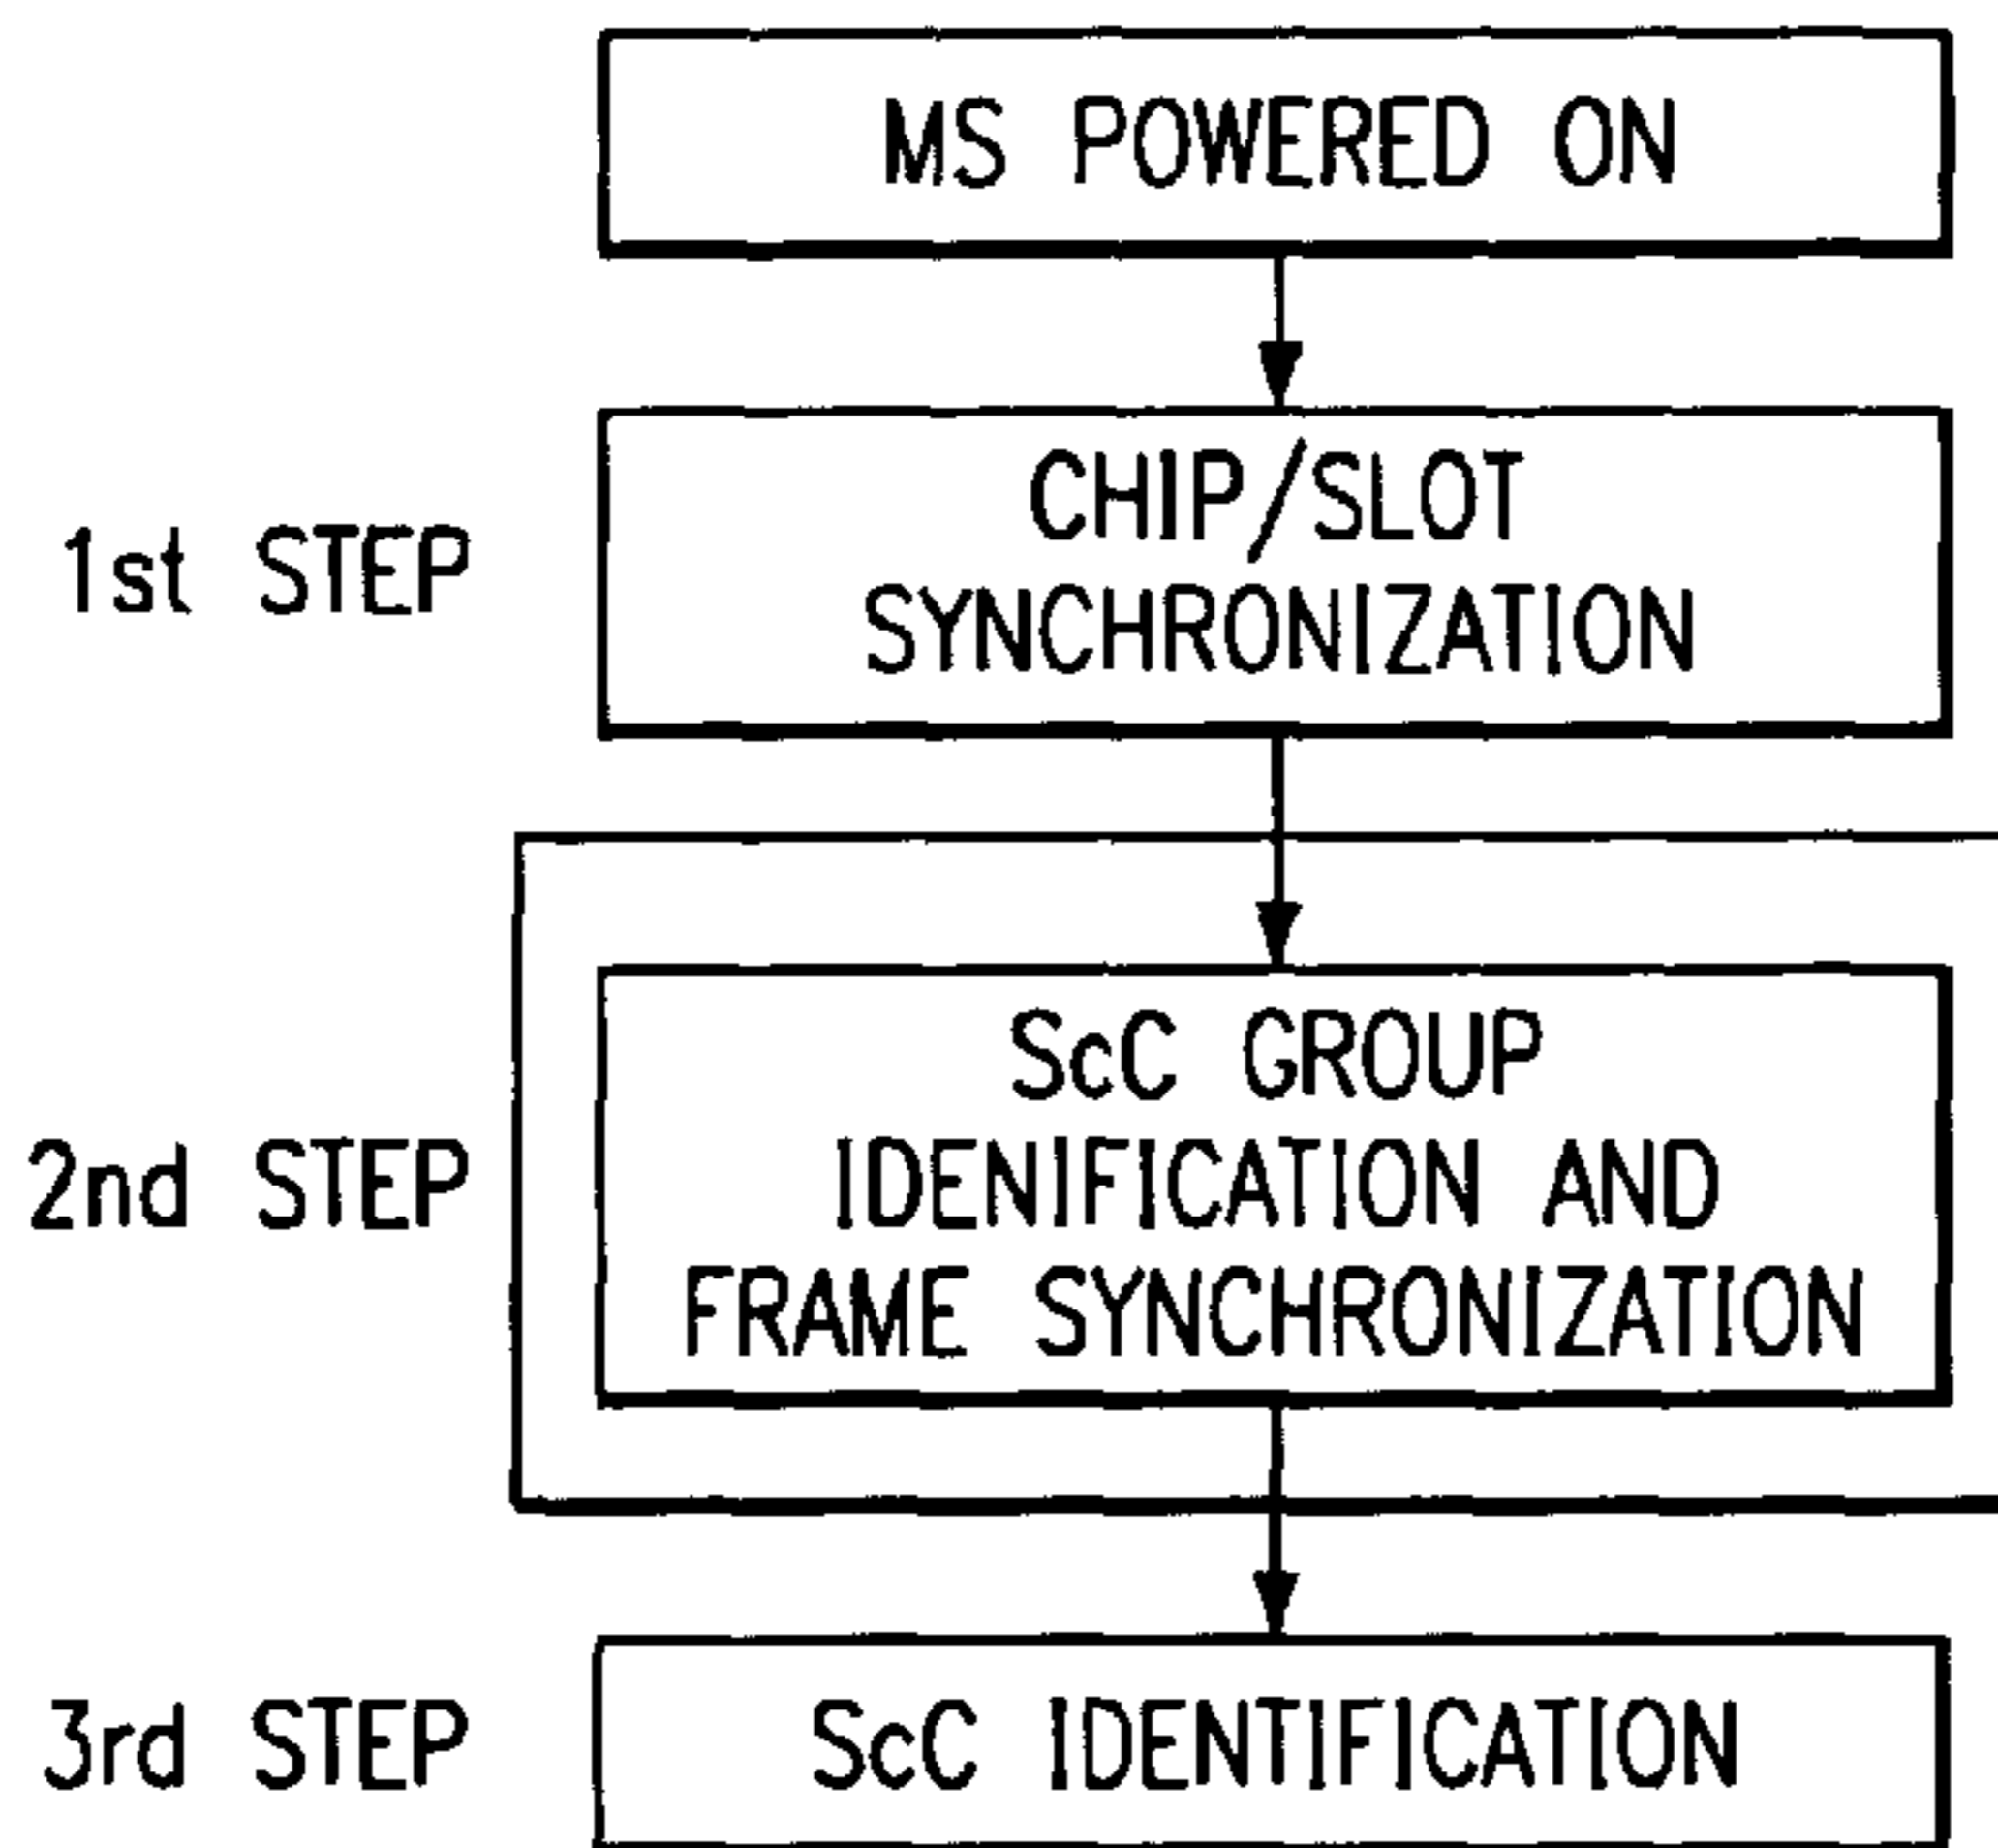 MS POWERED ON
1st STEP
CHIP/SLOT
SYNCHRONIZATION
2nd STEP
ScC GROUP
IDENIFICATION AND
FRAME SYNCHRONIZATION
3rd STEP
ScC IDENTIFICATION